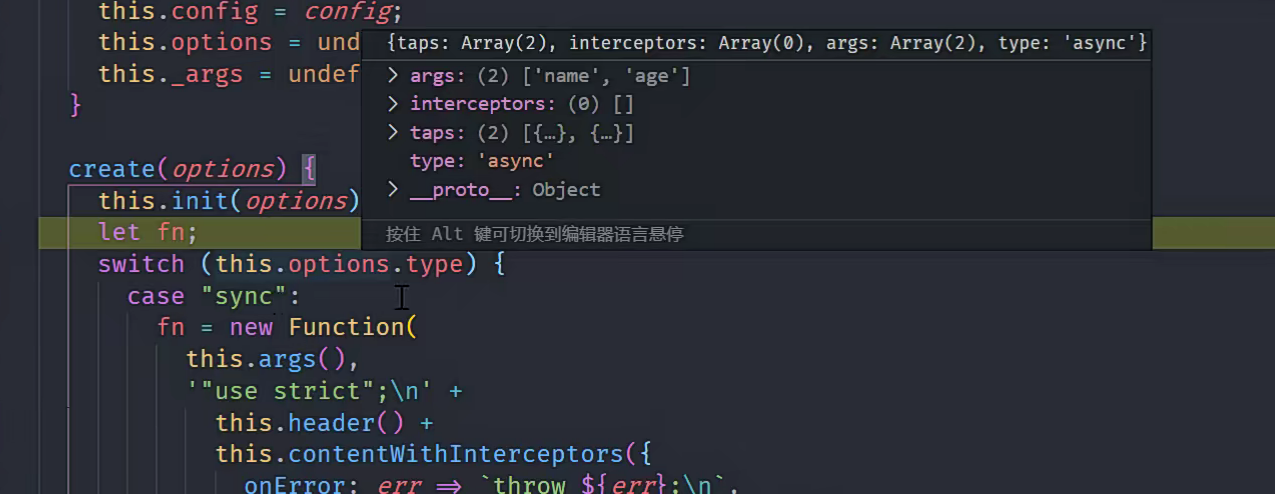 this.config = config;
this.options = und
this._args = undef
}
{taps: Array(2), interceptors: Array(0), args: Array(2), type: 'async'}
> args: (2) ['name', 'age']
> interceptors: (0) []
> taps: (2) [{…}, {…}]
type: 'async'
> __proto__: Object
按住 Alt 键可切换到编辑器语言悬停
create(options) {
this.init(options)
let fn;
switch (this.options.type) {
case "sync":
fn = new Function(
this.args(),
'"use strict";\n' +
this.header() +
this.contentWithInterceptors({
onError: err => `throw ${err};\n`,